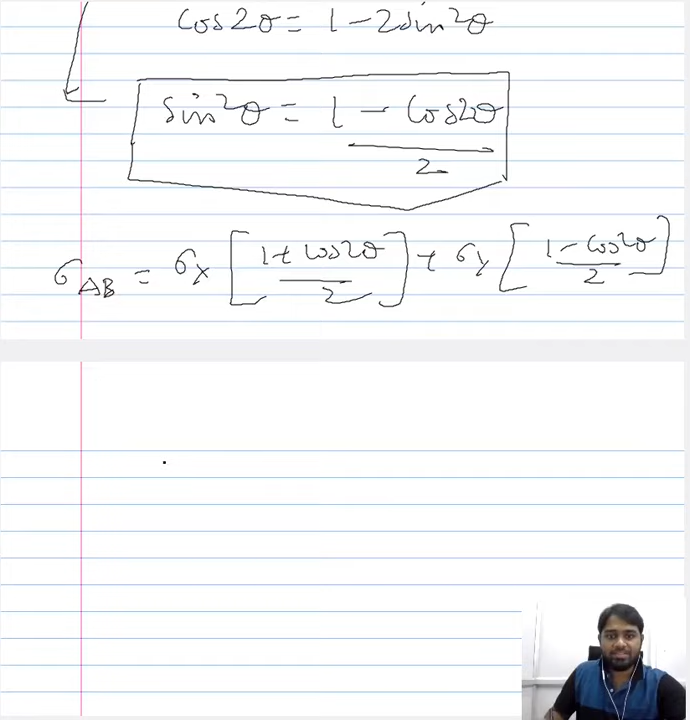 cos2θ = 1 - 2sin²θ
sin²θ = 1 - cos2θ / 2
σAB = σx [1 + cos2θ / 2] + σy [1 - cos2θ / 2]